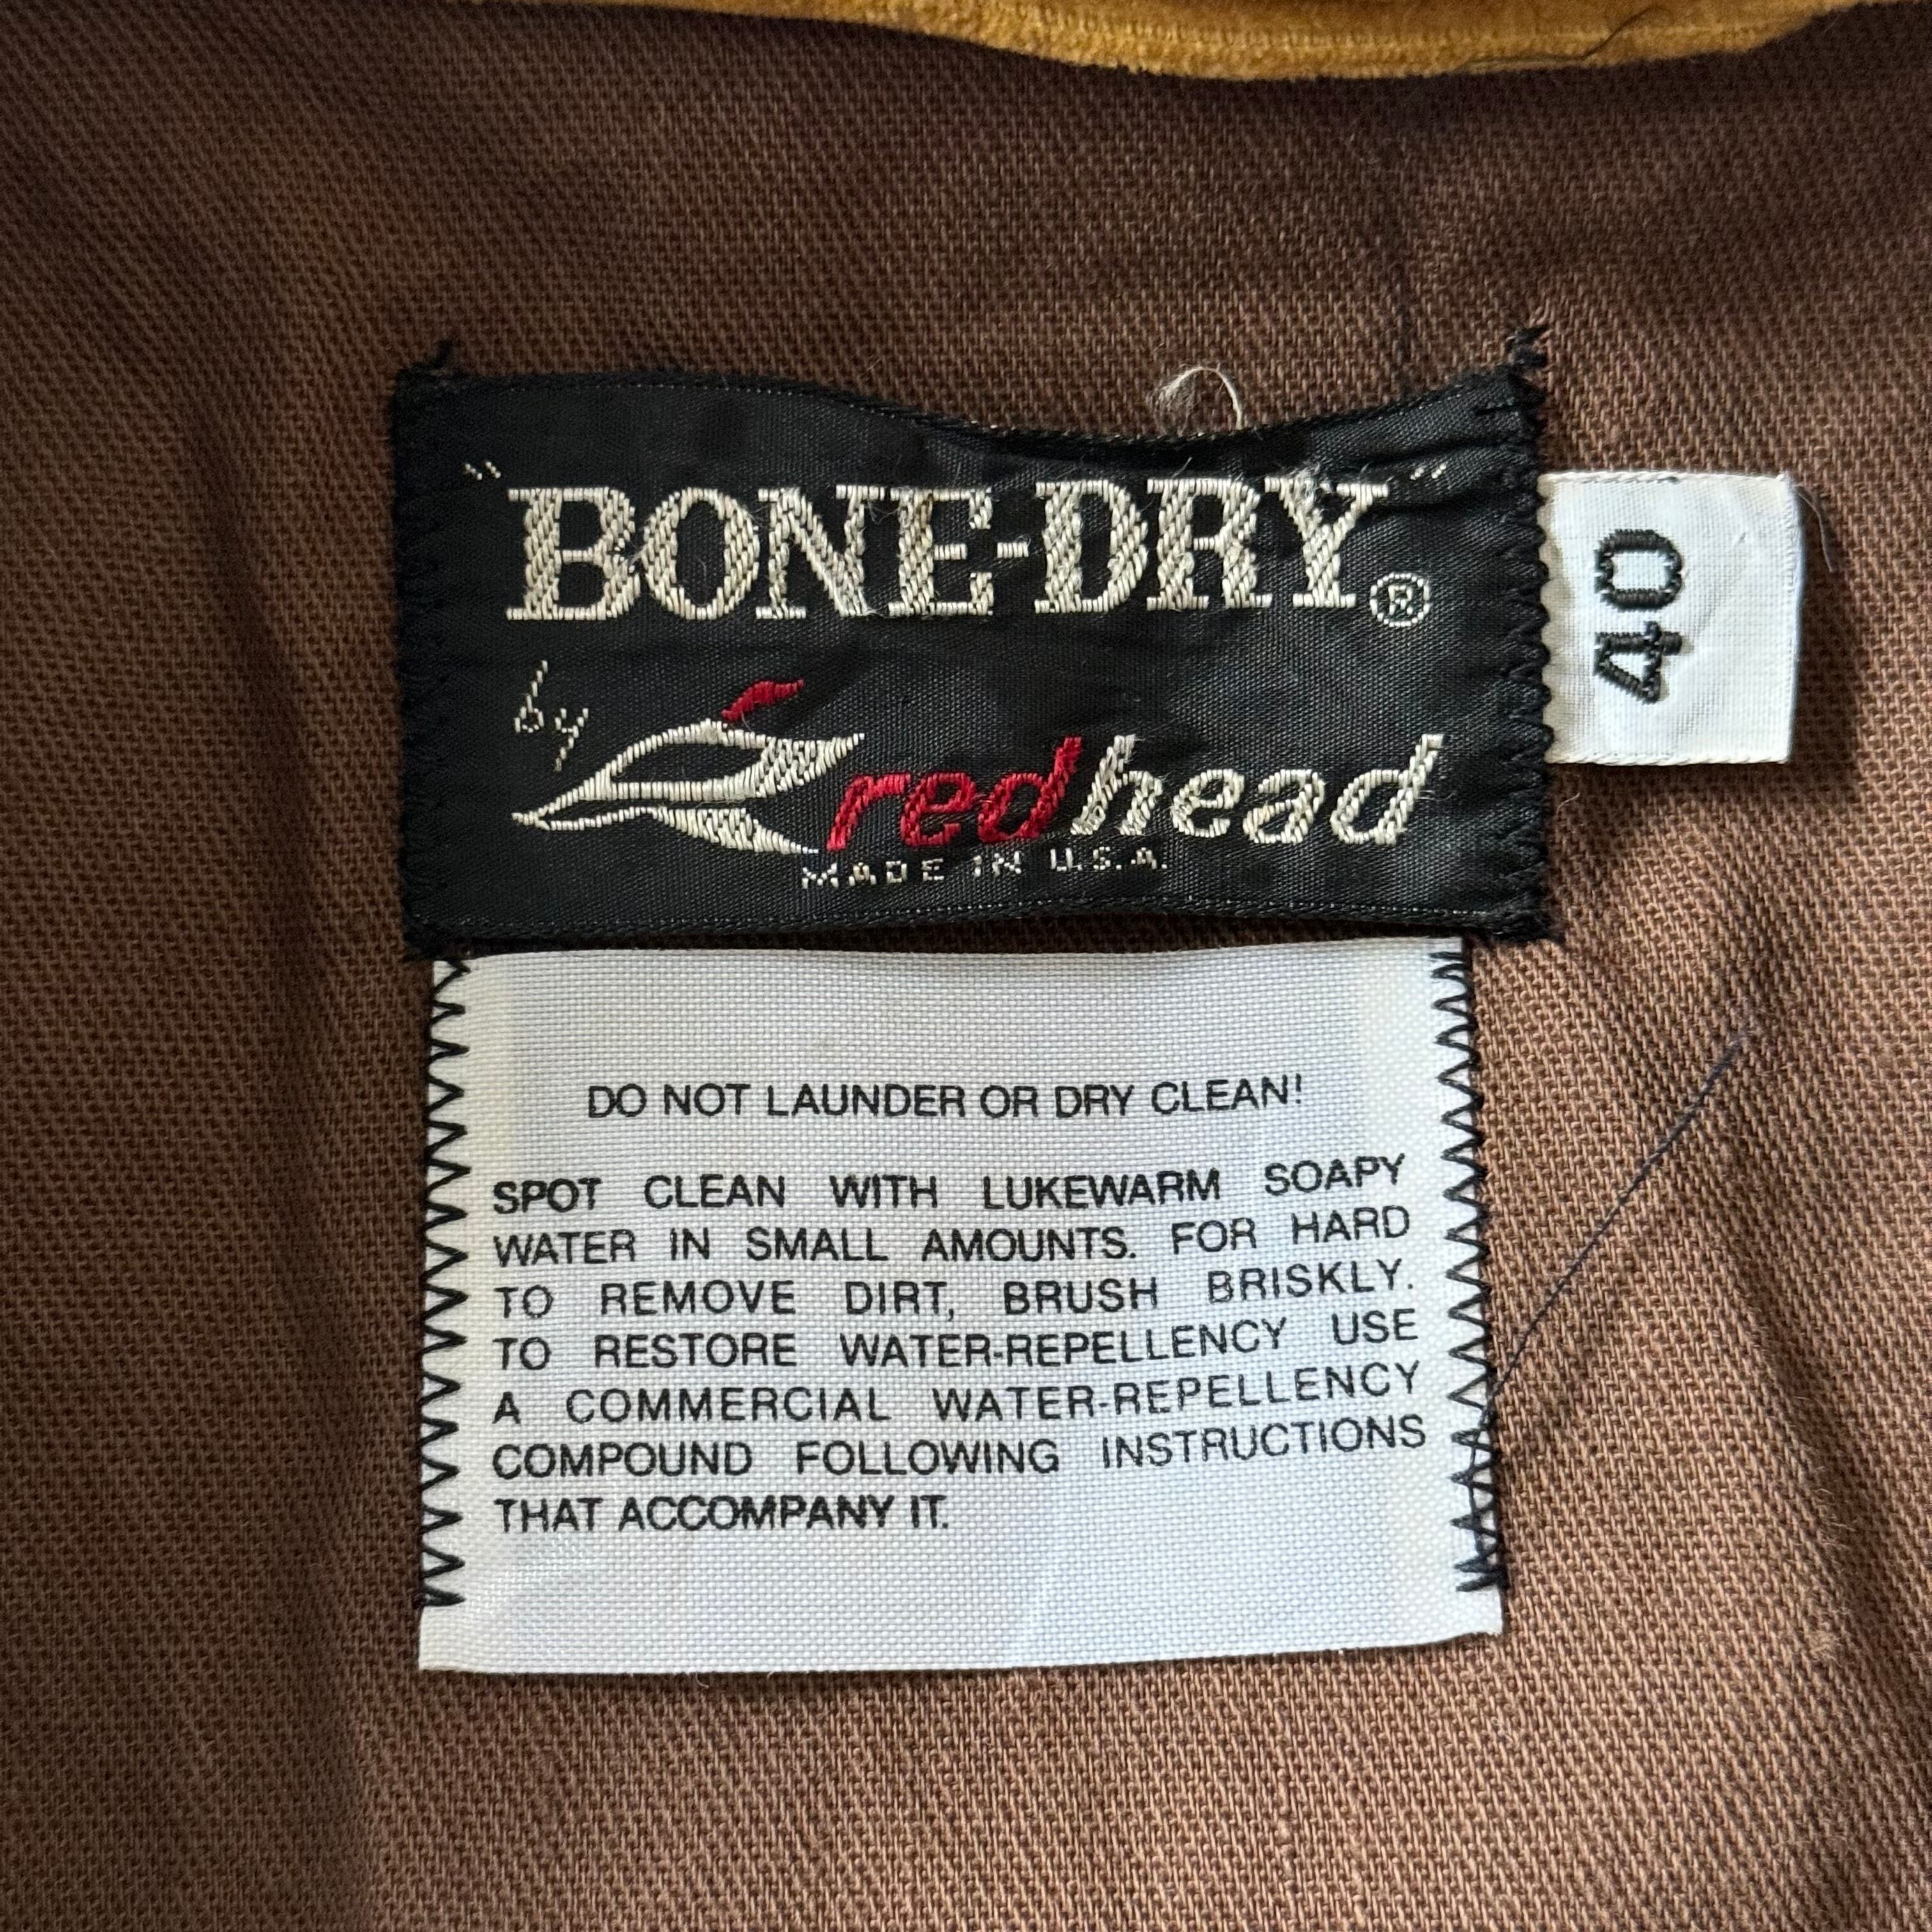 "BONE-DRY"®
by redhead
MADE IN U.S.A.
40
DO NOT LAUNDER OR DRY CLEAN!
SPOT CLEAN WITH LUKEWARM SOAPY
WATER IN SMALL AMOUNTS. FOR HARD
TO REMOVE DIRT, BRUSH BRISKLY.
TO RESTORE WATER-REPELLENCY USE
A COMMERCIAL WATER-REPELLENCY
COMPOUND FOLLOWING INSTRUCTIONS
THAT ACCOMPANY IT.